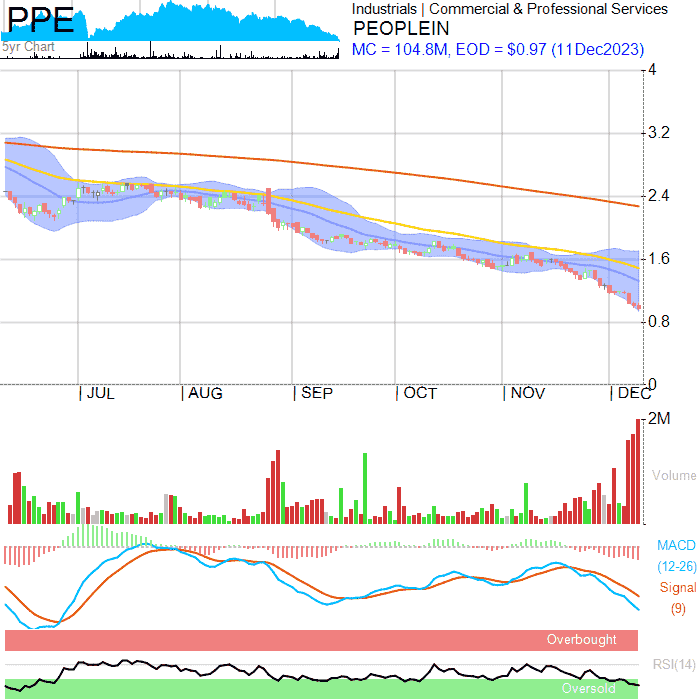 PPE
5yr Chart
Industrials | Commercial & Professional Services
PEOPLEIN
MC = 104.8M, EOD = $0.97 (11Dec2023)
4
3.2
2.4
1.6
0.8
0
| JUL | AUG | SEP | OCT | NOV | DEC
2M
Volume
MACD
(12-26)
Signal
(9)
Overbought
RSI(14)
Oversold